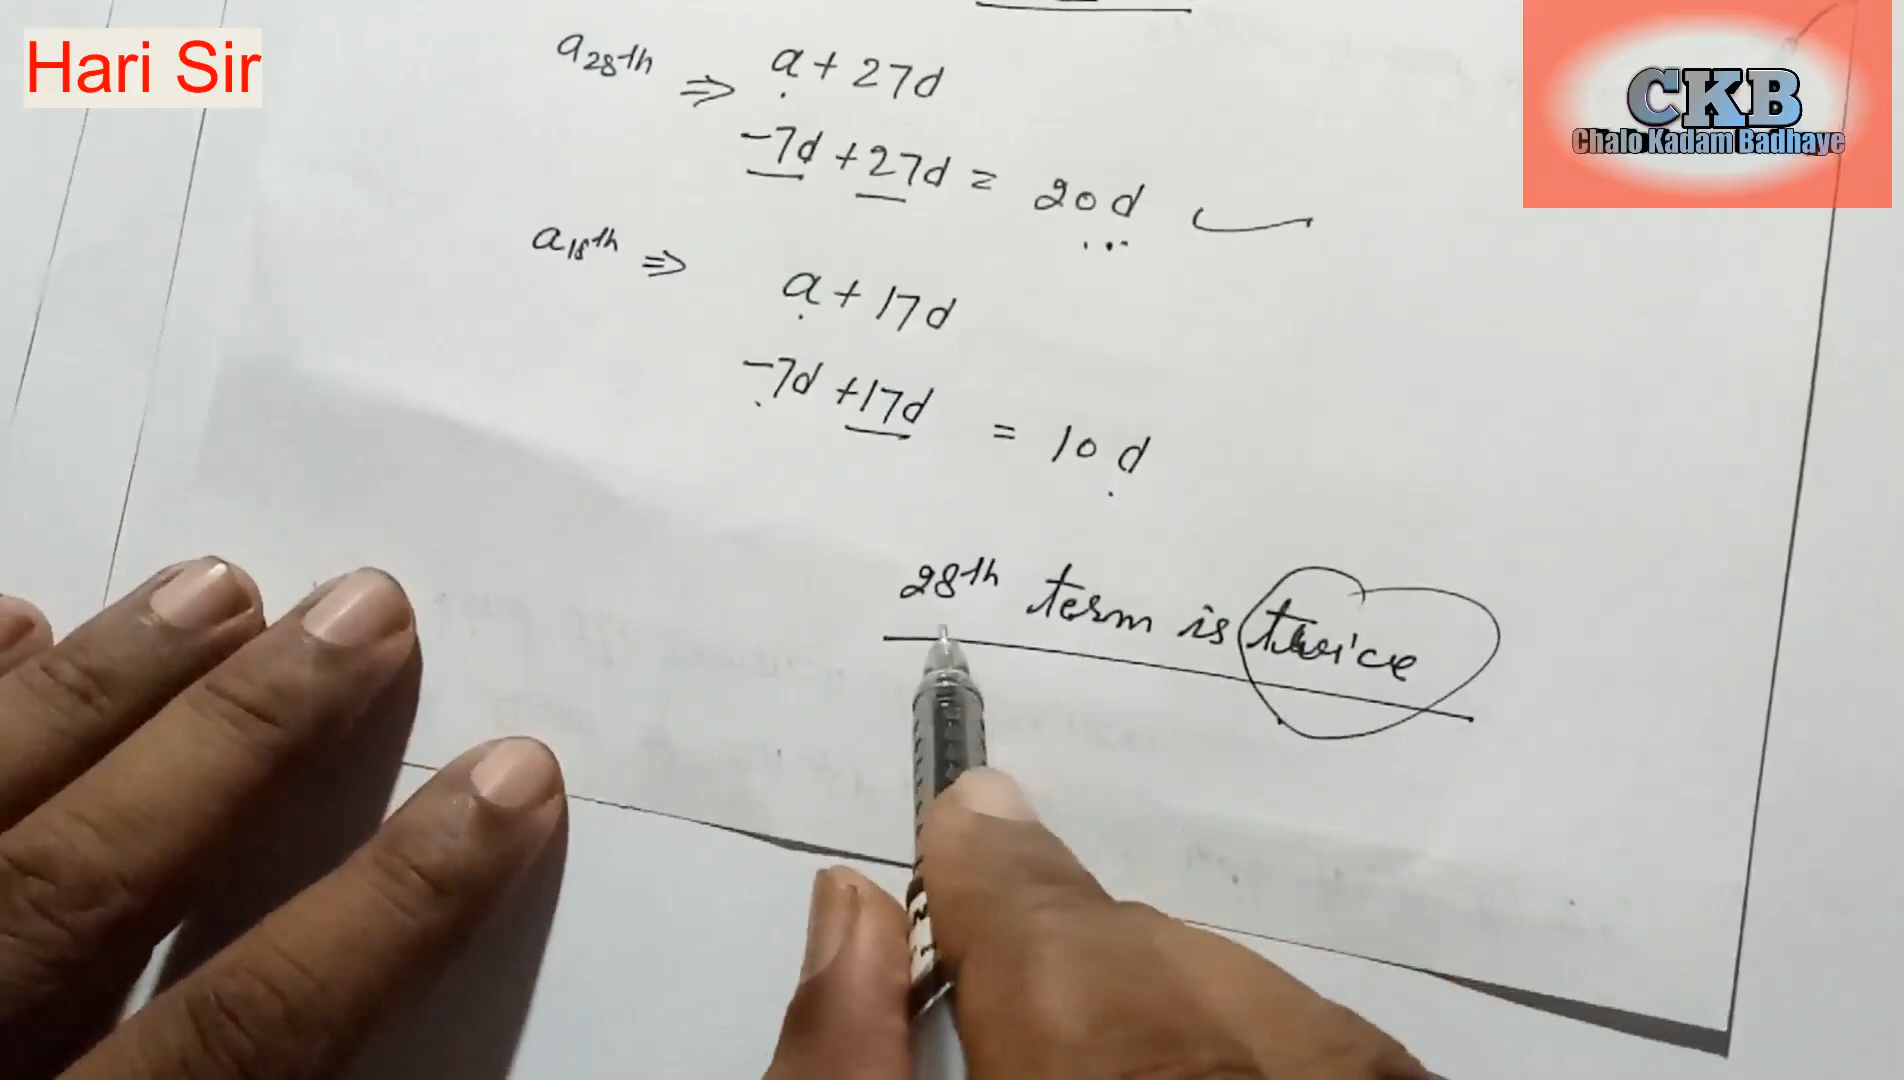 Hari Sir
CKB
Chalo Kadam Badhaye
a28th ⇒ a + 27d
-7d + 27d = 20d
a18th ⇒ a + 17d
-7d + 17d = 10d
28th term is twice